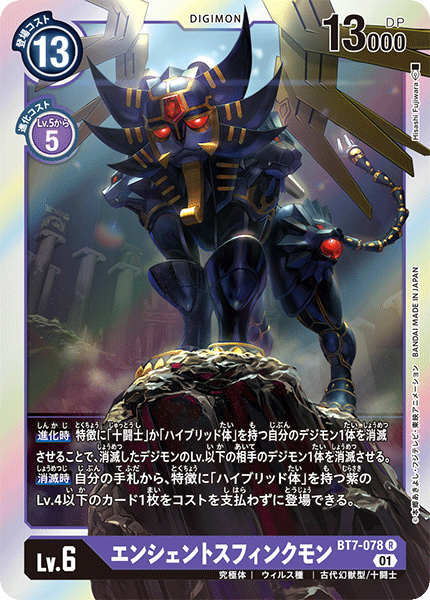 登場コスト
13
DIGIMON
DP
13000
進化コスト
Lv.5から
5
Hisashi Fujiwara
BANDAI MADE IN JAPAN
©本郷あきよし・フジテレビ・東映アニメーション
進化時 特徴に「十闘士」か「ハイブリッド体」を持つ自分のデジモン1体を消滅
させることで、消滅したデジモンのLv.以下の相手のデジモン1体を消滅させる。
消滅時 自分の手札から、特徴に「ハイブリッド体」を持つ紫の
Lv.4以下のカード1枚をコストを支払わずに登場できる。
Lv.6
エンシェントスフィンクモン
BT7-078 R
01
究極体 | ウィルス種 | 古代幻獣型/十闘士